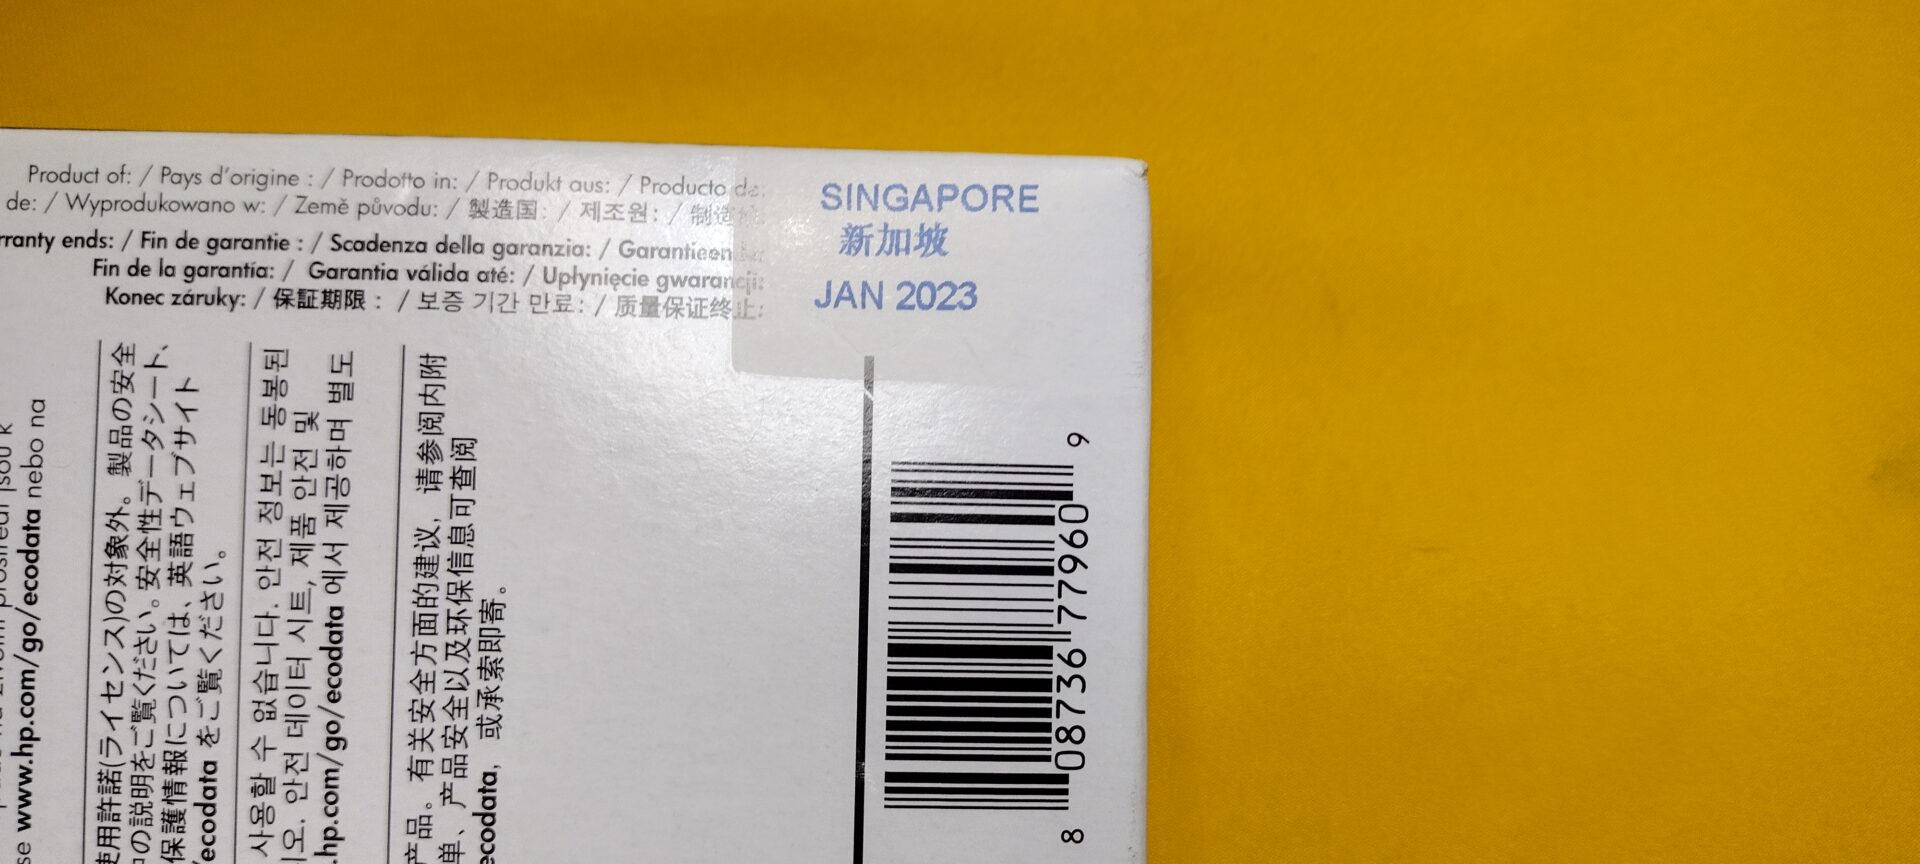 Product of: / Pays d'origine : / Prodotto in: / Produkt aus: / Producto de:
de: / Wyprodukowano w: / Země původu: / 製造国: / 제조원: / 制造
ends: / Fin de garantie : / Scadenza della garanzia: /
Fin de la garantía: / Garantia válida até: / Upłynięcie gwarancji:
Konec záruky: / 保証期限 : / 보증 기간 만료: / 质量保证终止:
SINGAPORE
新加坡
JAN 2023
www.hp.com/go/ecodata nebo na
使用許諾(ライセンス)の対象外。製品の安全
の説明をご覧ください。安全性データシート、
保護情報については、英語ウェブサイト
/ecodata をご覧ください。
사용할 수 없습니다. 안전 정보는 동봉된
오. 안전 데이터 시트, 제품 안전 및
.hp.com/go/ecodata 에서 제공하며 별도
产品。有关安全方面的建议, 请参阅内附
单、产品安全以及环保信息可查阅
ecodata, 或承索即寄。
8 08736 77960 9